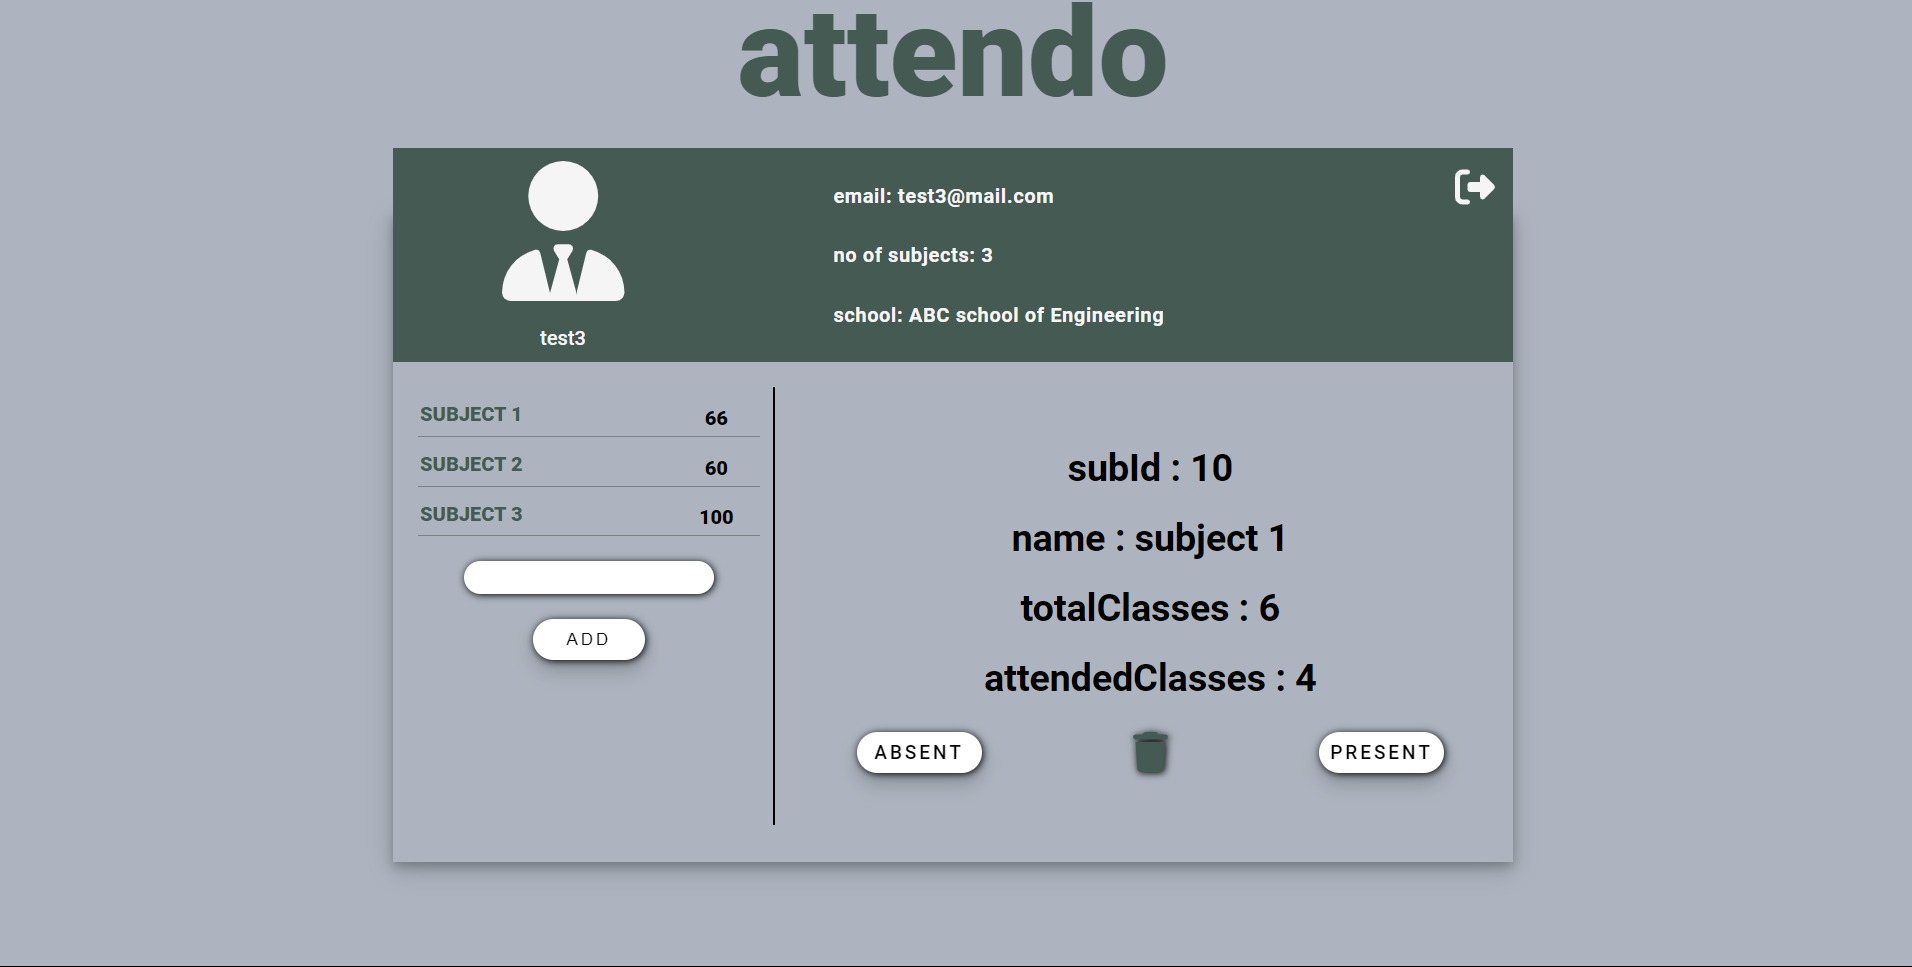 attendo
email: test3@mail.com
no of subjects: 3
school: ABC school of Engineering
test3
SUBJECT 1 66
SUBJECT 2 60
SUBJECT 3 100
ADD
subId : 10
name : subject 1
totalClasses : 6
attendedClasses : 4
ABSENT PRESENT